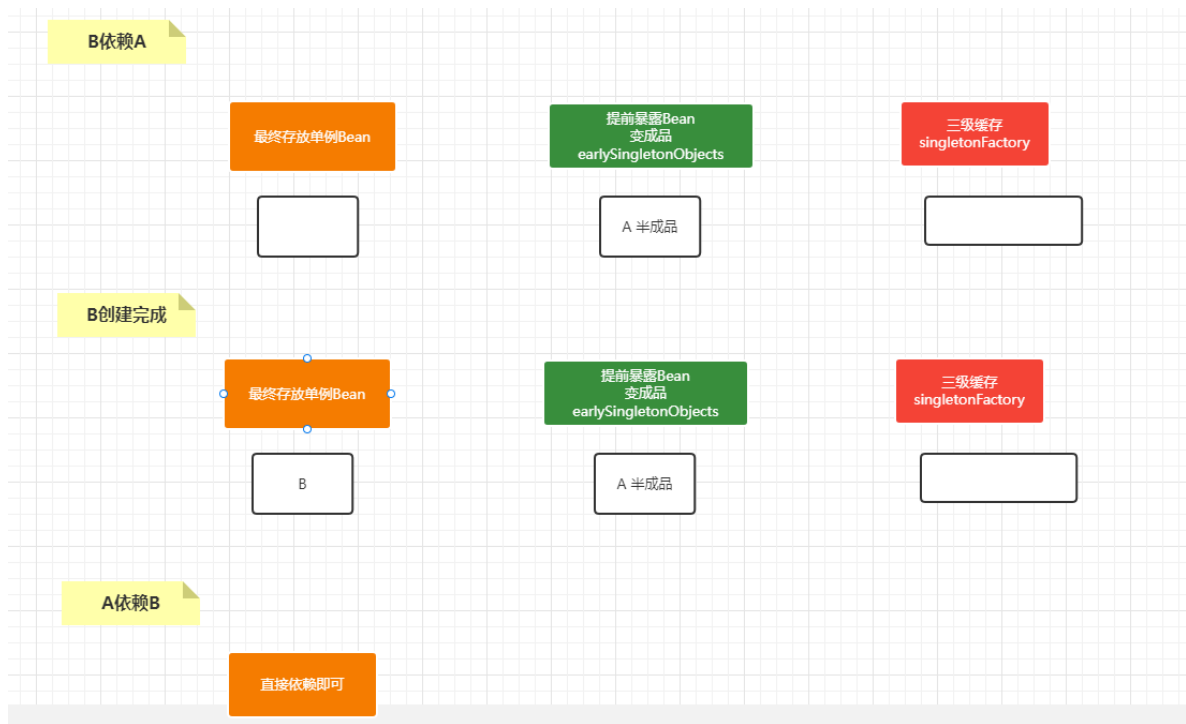 B依赖A
最终存放单例Bean
提前暴露Bean
变成品
earlySingletonObjects
三级缓存
singletonFactory
A 半成品
B创建完成
最终存放单例Bean
提前暴露Bean
变成品
earlySingletonObjects
三级缓存
singletonFactory
B
A 半成品
A依赖B
直接依赖即可